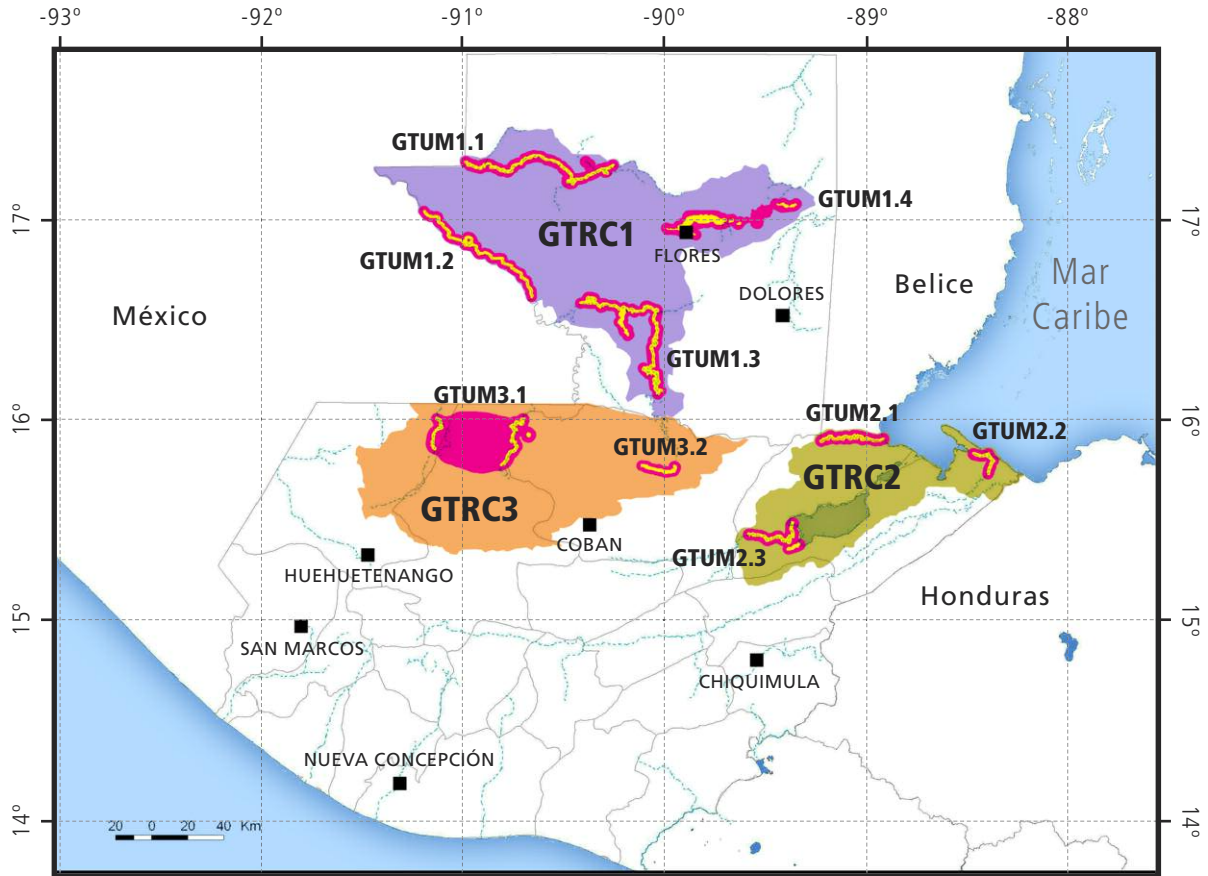 -93º -92º -91º -90º -89º -88º
GTUM1.1
GTUM1.4
17º 17º
GTRC1
FLORES
GTUM1.2
Belice
Mar
Caribe
DOLORES
México
GTUM1.3
GTUM3.1
16º 16º
GTUM2.1
GTUM2.2
GTUM3.2
GTRC2
GTRC3
COBAN
GTUM2.3
HUEHUETENANGO
Honduras
15º 15º
SAN MARCOS
CHIQUIMULA
NUEVA CONCEPCIÓN
14º 14º
20 0 20 40 Km